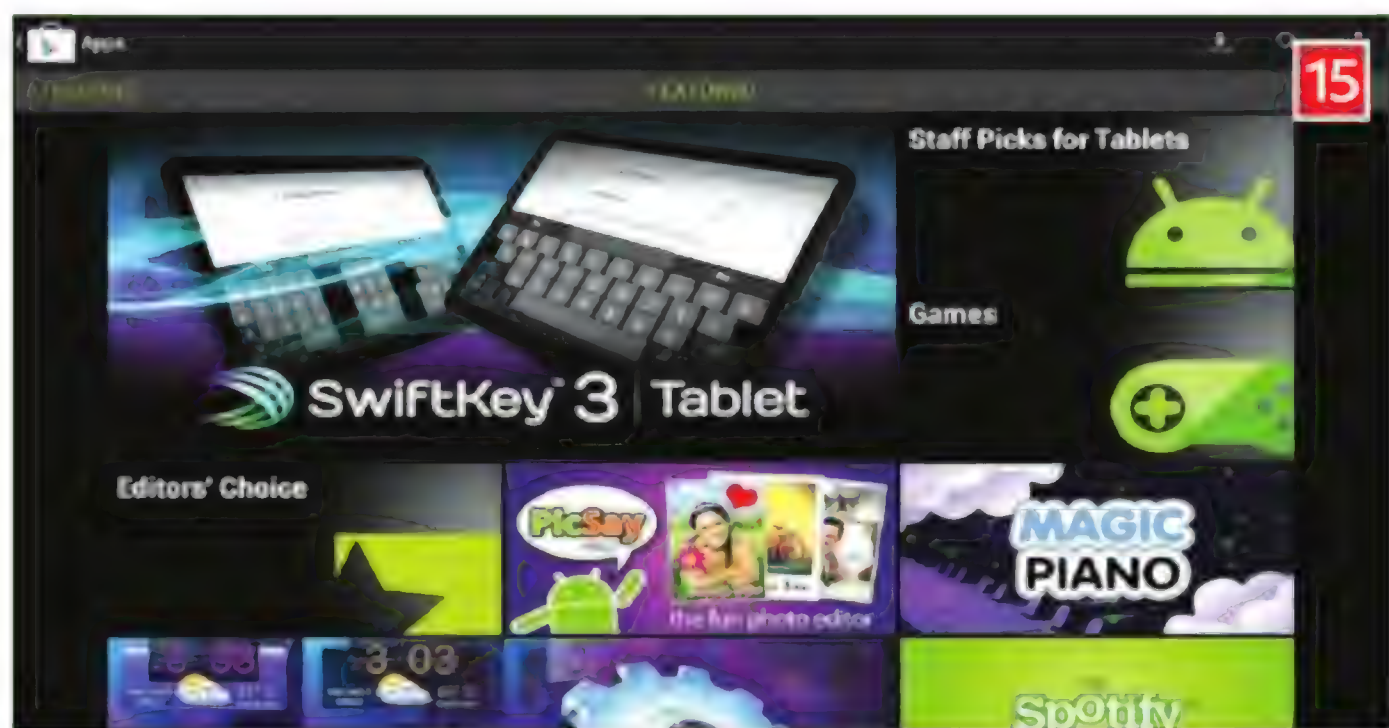 Apps
15
FEATURED
Staff Picks for Tablets
Games
SwiftKey 3 Tablet
Editors' Choice
PicSay
the fun photo editor
MAGIC
PIANO
3 03
Spotify